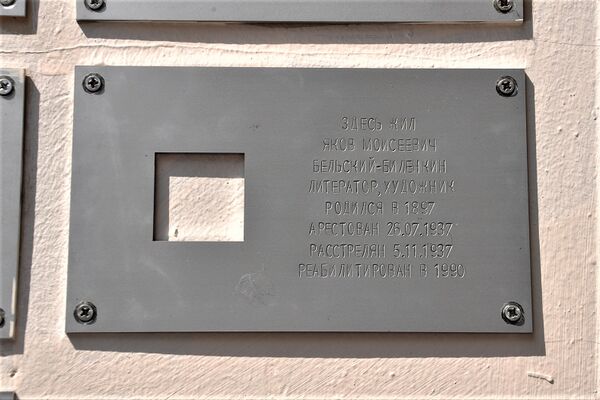 ЗДЕСЬ ЖИЛ
ЯКОВ МОИСЕЕВИЧ
БЕЛЬСКИЙ-БИЛЕНКИН
ЛИТЕРАТОР, ХУДОЖНИК
РОДИЛСЯ В 1897
АРЕСТОВАН 26.07.1937
РАССТРЕЛЯН 5.11.1937
РЕАБИЛИТИРОВАН В 1990